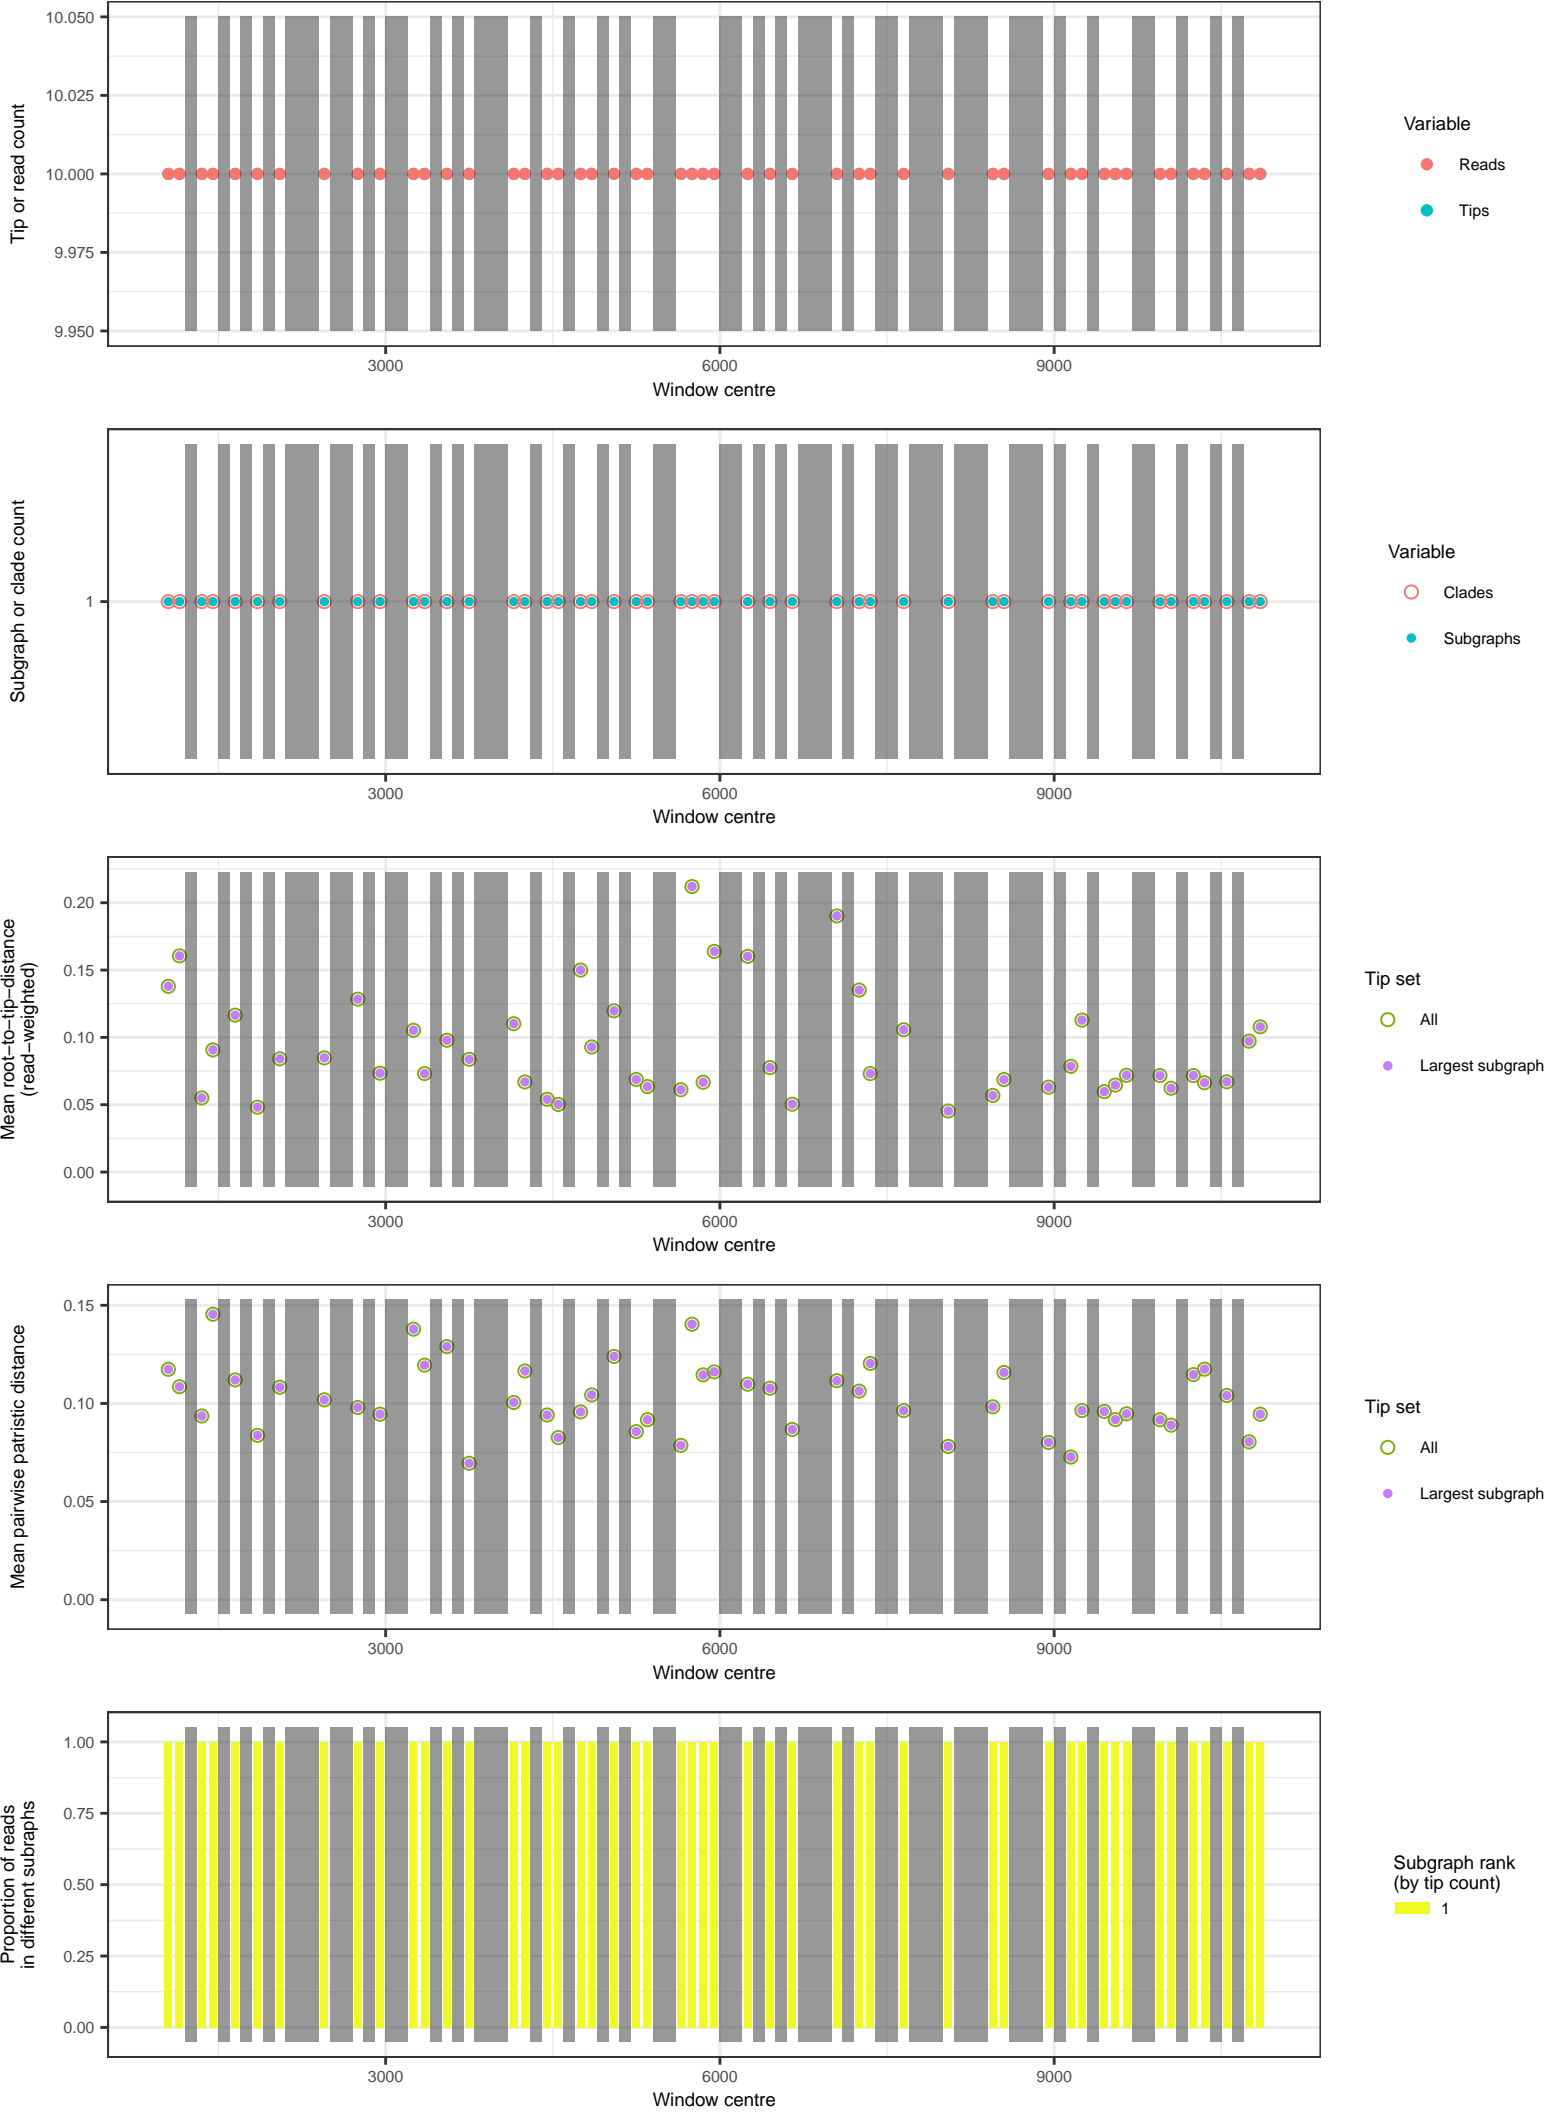 10.050
10.025
10.000
9.975
9.950
Tip or read count
3000
6000
9000
Window centre
Variable
Reads
Tips
1
Subgraph or clade count
3000
6000
9000
Window centre
Variable
Clades
Subgraphs
0.20
0.15
0.10
0.05
0.00
Mean root−to−tip−distance
(read−weighted)
3000
6000
9000
Window centre
Tip set
All
Largest subgraph
0.15
0.10
0.05
0.00
Mean pairwise patristic distance
3000
6000
9000
Window centre
Tip set
All
Largest subgraph
1.00
0.75
0.50
0.25
0.00
Proportion of reads
in different subraphs
3000
6000
9000
Window centre
Subgraph rank
(by tip count)
1